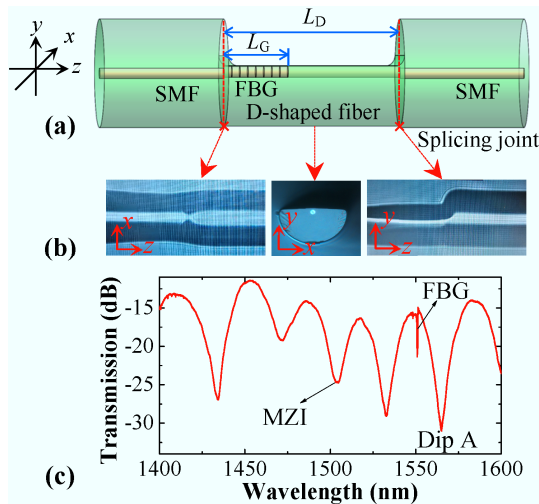 (a)
y
x
z
L_D
L_G
SMF
FBG
SMF
D-shaped fiber
Splicing joint
(b)
x
z
y
x
y
z
(c)
Transmission (dB)
-15
-20
-25
-30
FBG
MZI
Dip A
1400
1450
1500
1550
1600
Wavelength (nm)